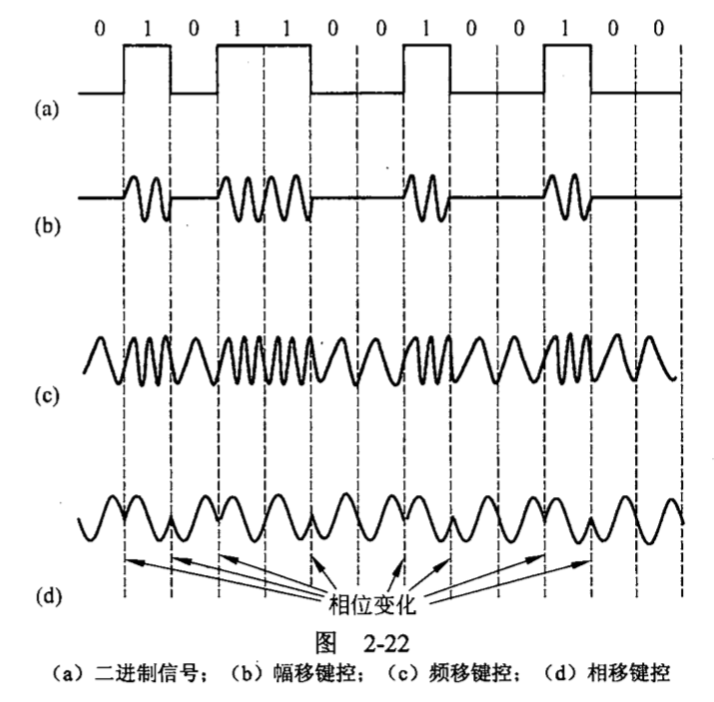 0 1 0 1 1 0 0 1 0 0 1 0 0
(a)
(b)
(c)
(d)
相位变化
图 2-22
(a) 二进制信号；(b) 幅移键控；(c) 频移键控；(d) 相移键控